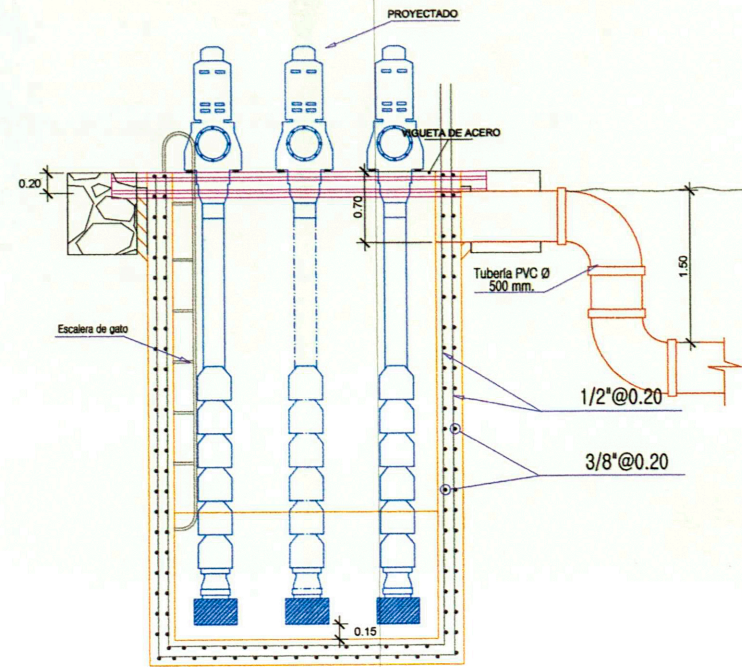 PROYECTADO
VIGUETA DE ACERO
0.20
0.70
1.50
Tubería PVC Ø
500 mm.
Escalera de gato
1/2"@0.20
3/8"@0.20
0.15